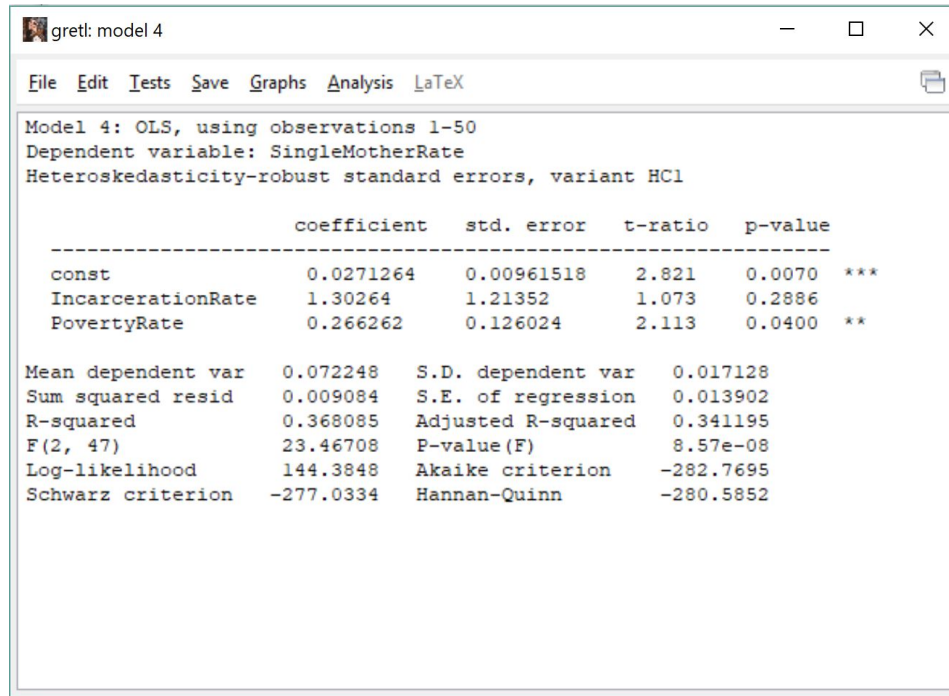 gretl: model 4
File Edit Tests Save Graphs Analysis LaTeX
Model 4: OLS, using observations 1-50
Dependent variable: SingleMotherRate
Heteroskedasticity-robust standard errors, variant HC1
coefficient std. error t-ratio p-value
---------------------------------------------------------------
const 0.0271264 0.00961518 2.821 0.0070 ***
IncarcerationRate 1.30264 1.21352 1.073 0.2886
PovertyRate 0.266262 0.126024 2.113 0.0400 **
Mean dependent var 0.072248 S.D. dependent var 0.017128
Sum squared resid 0.009084 S.E. of regression 0.013902
R-squared 0.368085 Adjusted R-squared 0.341195
F(2, 47) 23.46708 P-value(F) 8.57e-08
Log-likelihood 144.3848 Akaike criterion -282.7695
Schwarz criterion -277.0334 Hannan-Quinn -280.5852